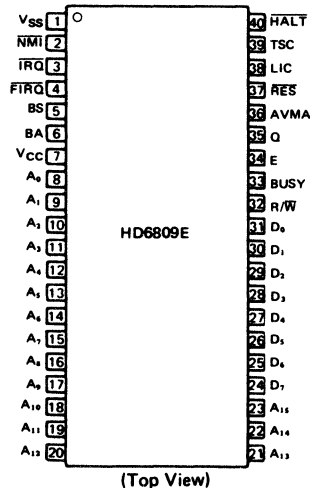 VSS 1 40 HALT
NMI 2 39 TSC
IRQ 3 38 LIC
FIRQ 4 37 RES
BS 5 36 AVMA
BA 6 35 Q
VCC 7 34 E
A0 8 33 BUSY
A1 9 32 R/W
A2 10 31 D0
HD6809E
A3 11 30 D1
A4 12 29 D2
A5 13 28 D3
A6 14 27 D4
A7 15 26 D5
A8 16 25 D6
A9 17 24 D7
A10 18 23 A15
A11 19 22 A14
A12 20 21 A13
(Top View)